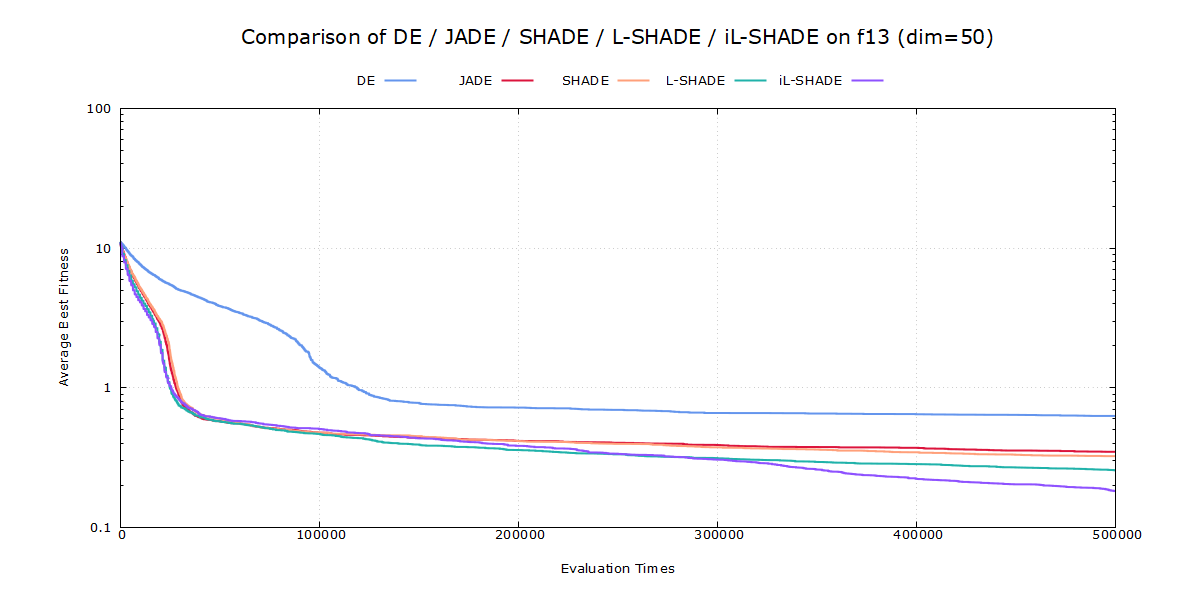 Comparison of DE / JADE / SHADE / L-SHADE / iL-SHADE on f13 (dim=50)
DE JADE SHADE L-SHADE iL-SHADE
100
10
1
0.1
Average Best Fitness
0 100000 200000 300000 400000 500000
Evaluation Times